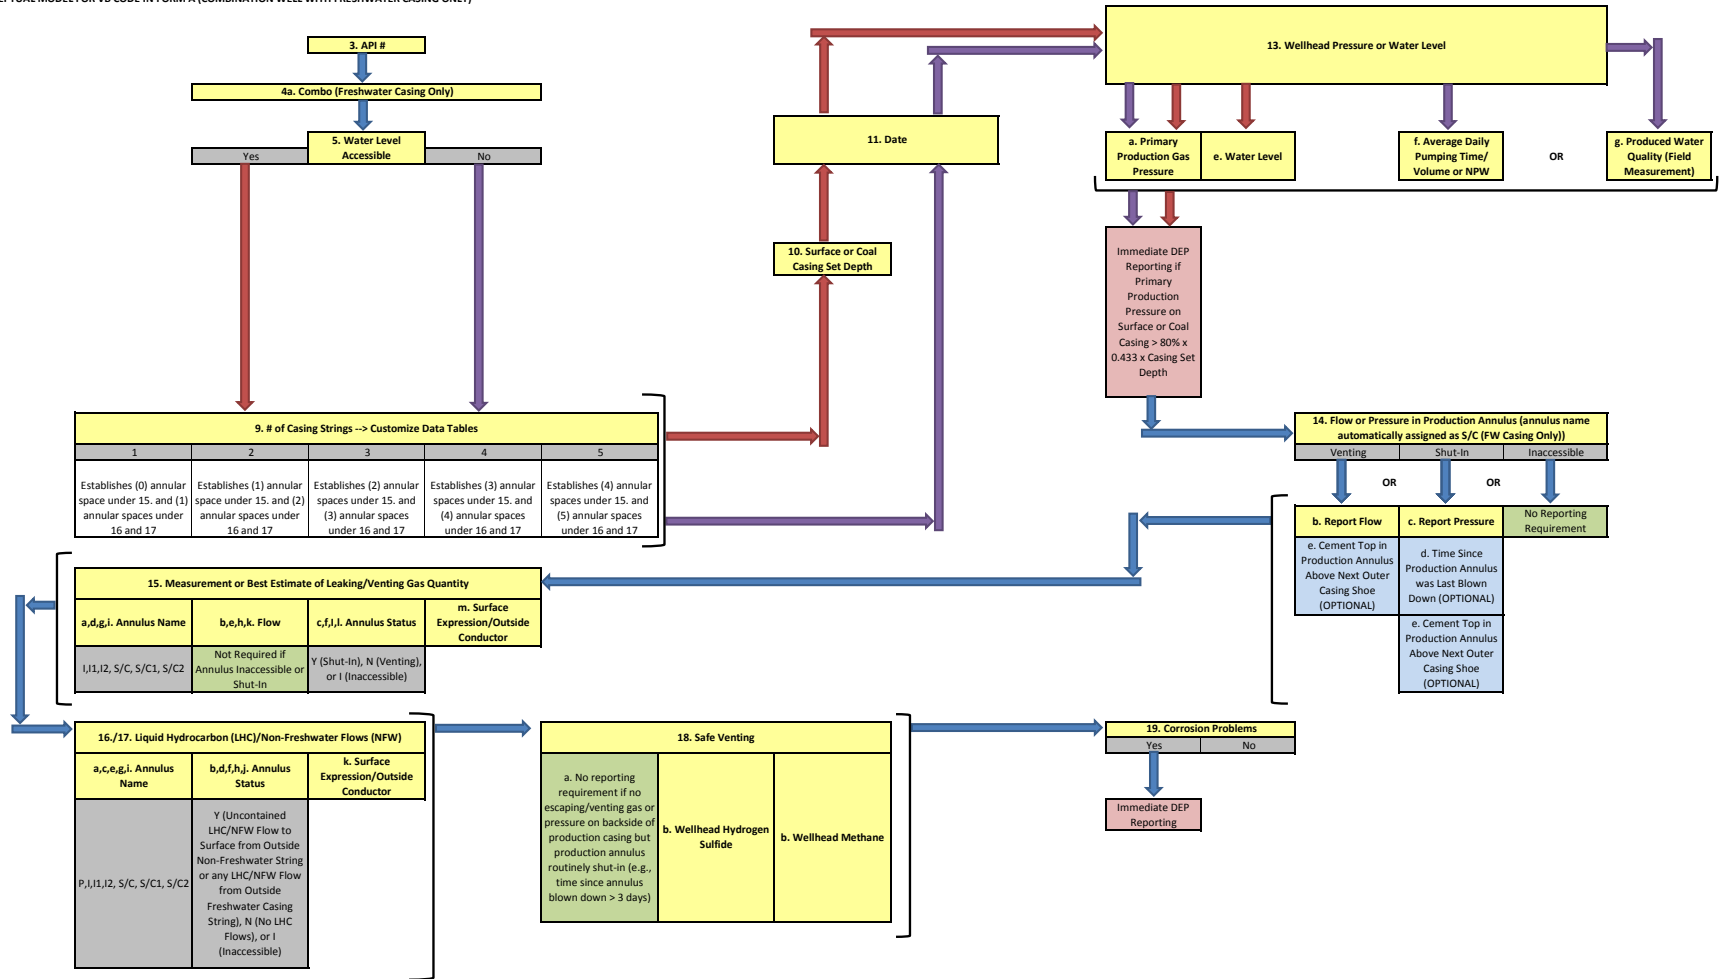 MODEL FOR VB CODE IN FORM A (COMBINATION WELL WITH FRESHWATER CASING ONLY)
3. API #
4a. Combo (Freshwater Casing Only)
5. Water Level
Accessible
Yes
No
9. # of Casing Strings --> Customize Data Tables
1
2
3
4
5
Establishes (0) annular
space under 15. and (1)
annular spaces under
16 and 17
Establishes (1) annular
space under 15. and (2)
annular spaces under
16 and 17
Establishes (2) annular
spaces under 15. and
(3) annular spaces
under 16 and 17
Establishes (3) annular
spaces under 15. and
(4) annular spaces
under 16 and 17
Establishes (4) annular
spaces under 15. and
(5) annular spaces
under 16 and 17
10. Surface or Coal
Casing Set Depth
11. Date
13. Wellhead Pressure or Water Level
a. Primary
Production Gas
Pressure
e. Water Level
f. Average Daily
Pumping Time/
Volume or NPW
OR
g. Produced Water
Quality (Field
Measurement)
Immediate DEP
Reporting if
Primary
Production
Pressure on
Surface or Coal
Casing > 80% x
0.433 x Casing Set
Depth
14. Flow or Pressure in Production Annulus (annulus name
automatically assigned as S/C (FW Casing Only))
Venting
Shut-In
Inaccessible
OR
OR
b. Report Flow
c. Report Pressure
No Reporting
Requirement
e. Cement Top in
Production Annulus
Above Next Outer
Casing Shoe
(OPTIONAL)
d. Time Since
Production Annulus
was Last Blown
Down (OPTIONAL)
e. Cement Top in
Production Annulus
Above Next Outer
Casing Shoe
(OPTIONAL)
15. Measurement or Best Estimate of Leaking/Venting Gas Quantity
a,d,g,i. Annulus Name
b,e,h,k. Flow
c,f,I,l. Annulus Status
m. Surface
Expression/Outside
Conductor
I,I1,I2, S/C, S/C1, S/C2
Not Required if
Annulus Inaccessible or
Shut-In
Y (Shut-In), N (Venting),
or I (Inaccessible)
16./17. Liquid Hydrocarbon (LHC)/Non-Freshwater Flows (NFW)
a,c,e,g,i. Annulus
Name
b,d,f,h,j. Annulus
Status
k. Surface
Expression/Outside
Conductor
P,I,I1,I2, S/C, S/C1, S/C2
Y (Uncontained
LHC/NFW Flow to
Surface from Outside
Non-Freshwater String
or any LHC/NFW Flow
from Outside
Freshwater Casing
String), N (No LHC
Flows), or I
(Inaccessible)
18. Safe Venting
a. No reporting
requirement if no
escaping/venting gas or
pressure on backside of
production casing but
production annulus
routinely shut-in (e.g.,
time since annulus
blown down > 3 days)
b. Wellhead Hydrogen
Sulfide
b. Wellhead Methane
19. Corrosion Problems
Yes
No
Immediate DEP
Reporting